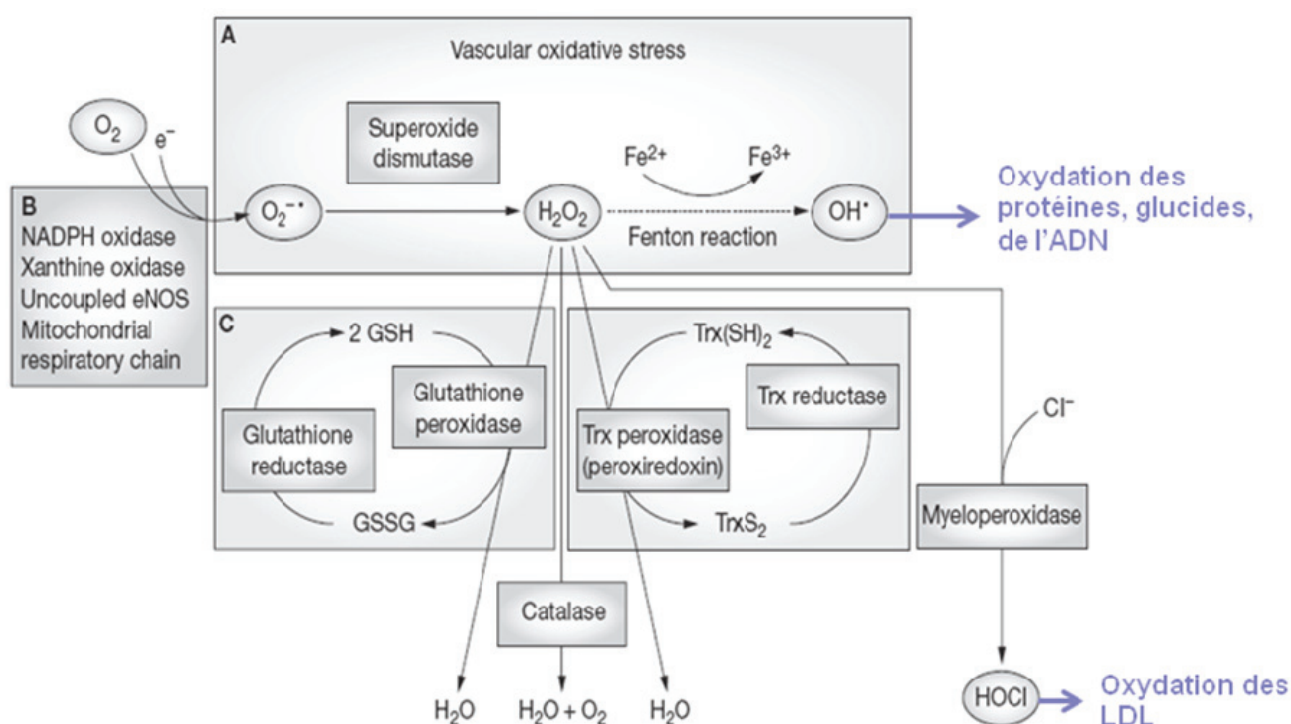 A
Vascular oxidative stress
O₂
e⁻
Superoxide
dismutase
Fe²⁺
Fe³⁺
B
NADPH oxidase
Xanthine oxidase
Uncoupled eNOS
Mitochondrial
respiratory chain
O₂⁻•
H₂O₂
Fenton reaction
OH•
Oxydation des
protéines, glucides,
de l'ADN
C
2 GSH
Glutathione
peroxidase
Glutathione
reductase
GSSG
Trx(SH)₂
Trx reductase
Trx peroxidase
(peroxiredoxin)
TrxS₂
Cl⁻
Myeloperoxidase
Catalase
H₂O
H₂O + O₂
H₂O
HOCl
Oxydation des
LDL